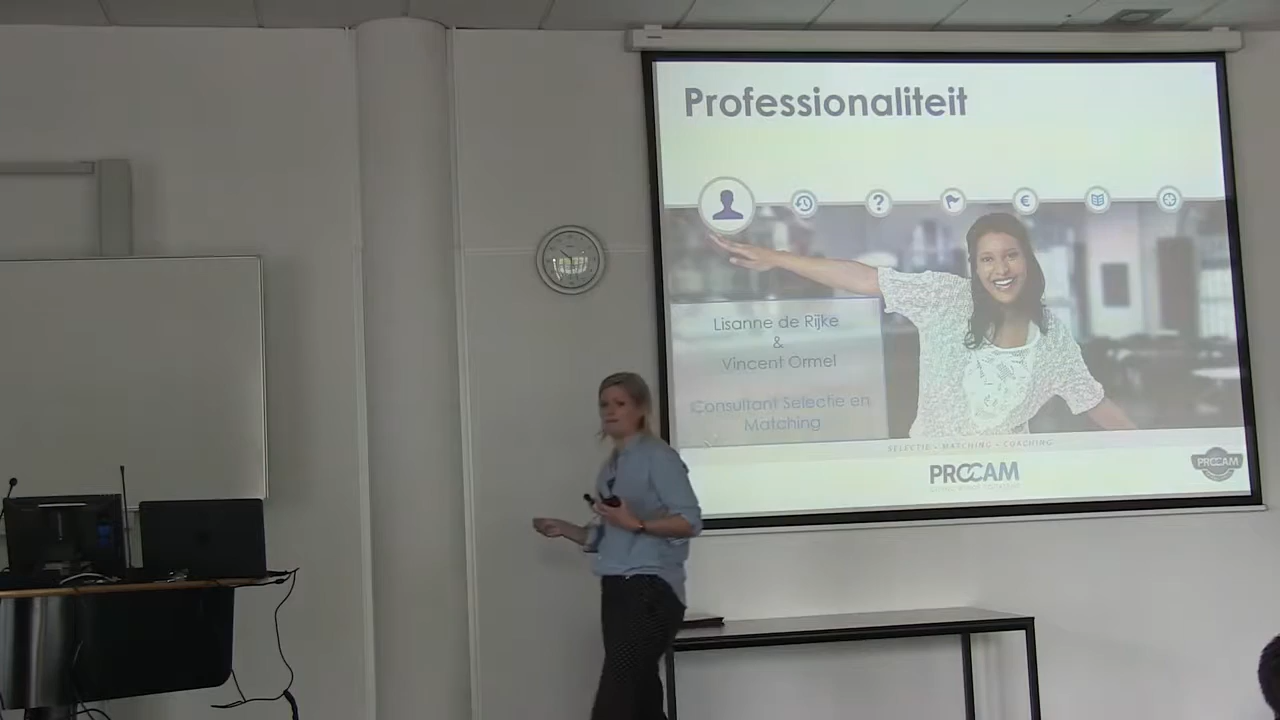 Professionaliteit
?
€
Lisanne de Rijke
&
Vincent Ormel
Consultant Selectie en
Matching
SELECTIE • MATCHING • COACHING
PROCAM
PROCAM